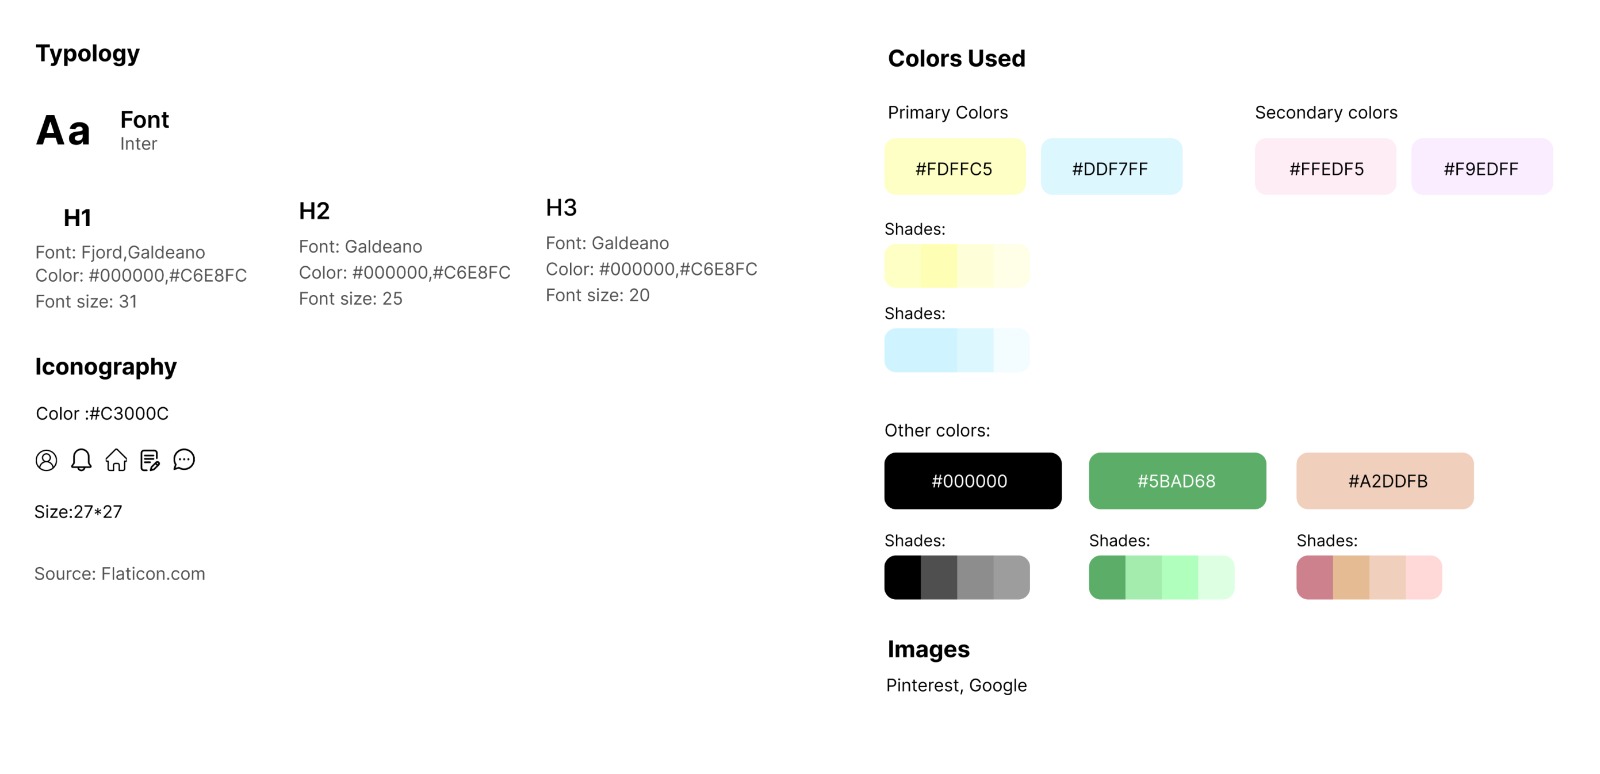 Typology
Aa
Font
Inter
H1
Font: Fjord,Galdeano
Color: #000000,#C6E8FC
Font size: 31
H2
Font: Galdeano
Color: #000000,#C6E8FC
Font size: 25
H3
Font: Galdeano
Color: #000000,#C6E8FC
Font size: 20
Iconography
Color :#C3000C
Size:27*27
Source: Flaticon.com
Colors Used
Primary Colors
#FDFFC5
#DDF7FF
Secondary colors
#FFEDF5
#F9EDFF
Shades:
Shades:
Other colors:
#000000
#5BAD68
#A2DDFB
Shades:
Shades:
Shades:
Images
Pinterest, Google